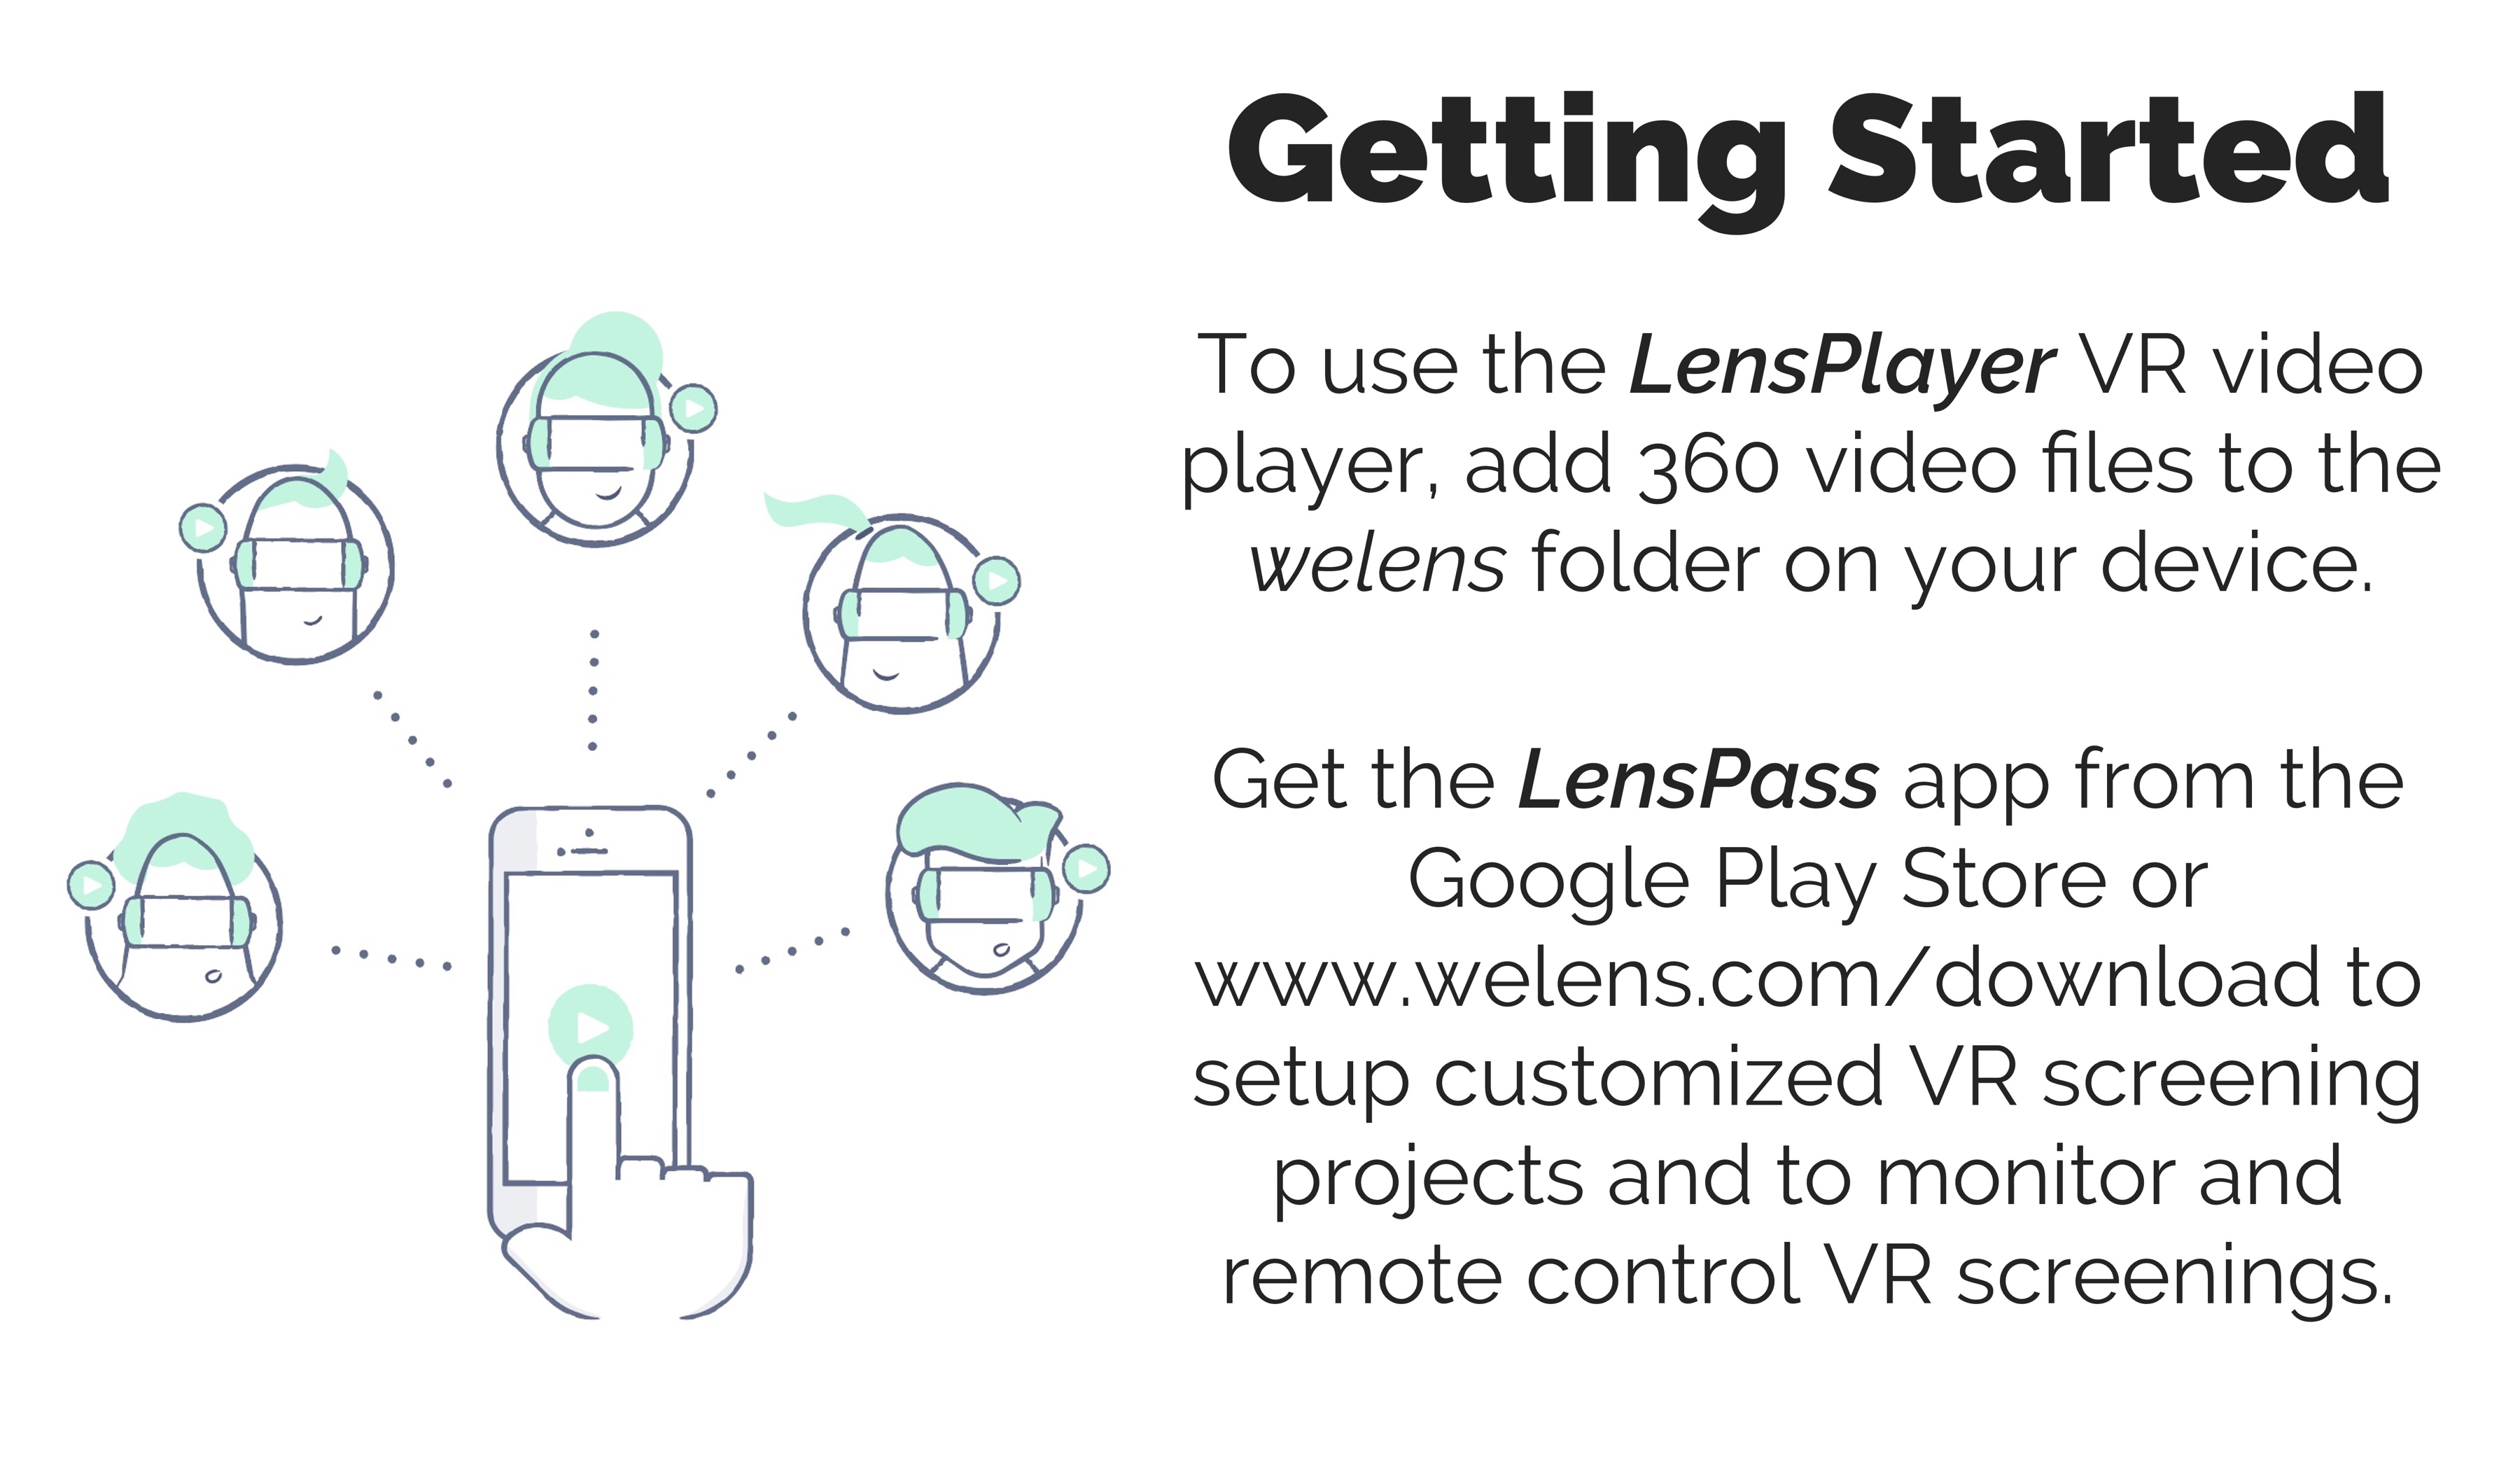 Getting Started
To use the LensPlayer VR video
player, add 360 video files to the
welens folder on your device.
Get the LensPass app from the
Google Play Store or
www.welens.com/download to
setup customized VR screening
projects and to monitor and
remote control VR screenings.